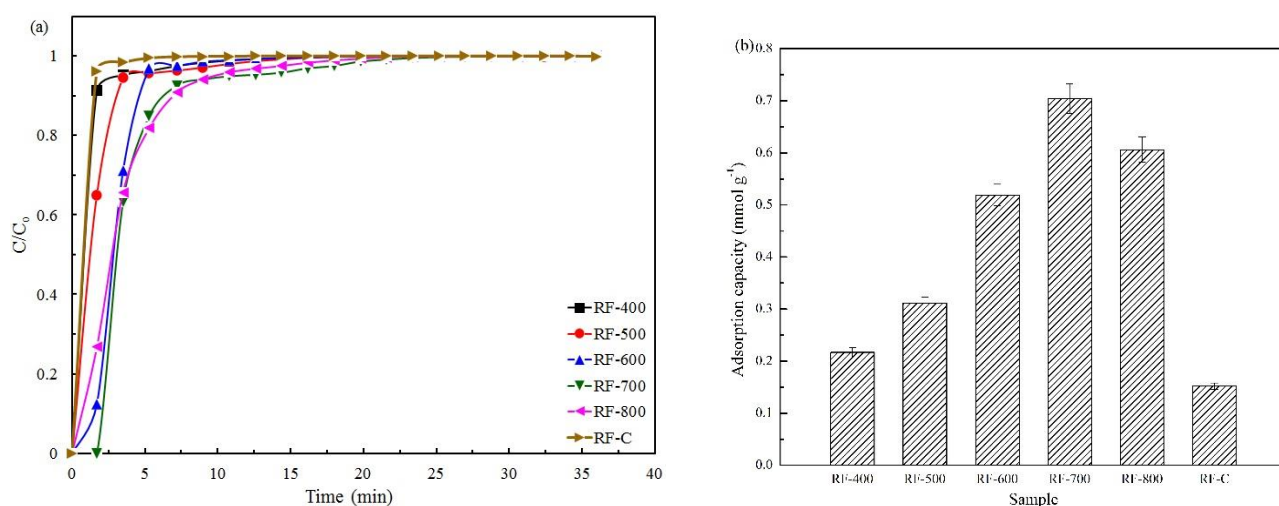 (a)
1
0.8
0.6
0.4
0.2
0
C/C₀
0 5 10 15 20 25 30 35 40
Time (min)
RF-400
RF-500
RF-600
RF-700
RF-800
RF-C
(b)
0.8
0.7
0.6
0.5
0.4
0.3
0.2
0.1
0.0
Adsorption capacity (mmol g⁻¹)
RF-400 RF-500 RF-600 RF-700 RF-800 RF-C
Sample